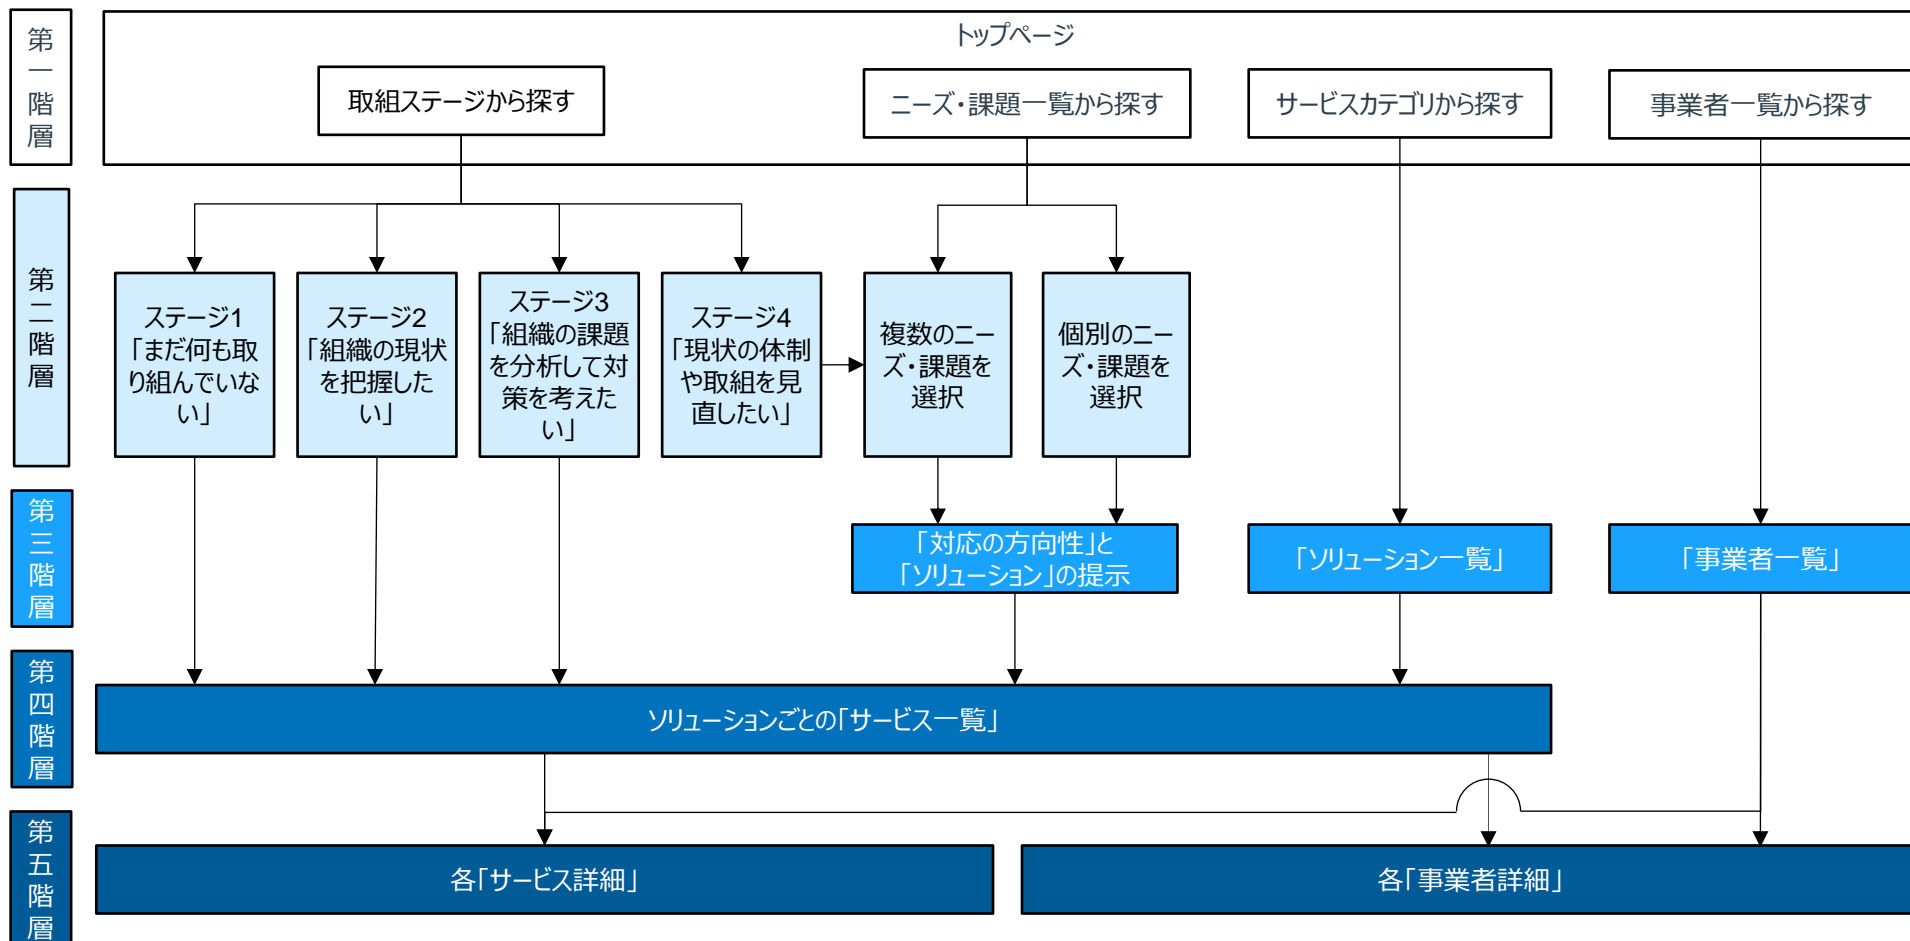 第一階層
トップページ
取組ステージから探す
ニーズ・課題一覧から探す
サービスカテゴリから探す
事業者一覧から探す
第二階層
ステージ1
「まだ何も取
り組んでいな
い」
ステージ2
「組織の現状
を把握した
い」
ステージ3
「組織の課題
を分析して対
策を考えた
い」
ステージ4
「現状の体制
や取組を見
直したい」
複数のニー
ズ・課題を
選択
個別のニー
ズ・課題を
選択
第三階層
「対応の方向性」と
「ソリューション」の提示
「ソリューション一覧」
「事業者一覧」
第四階層
ソリューションごとの「サービス一覧」
第五階層
各「サービス詳細」
各「事業者詳細」